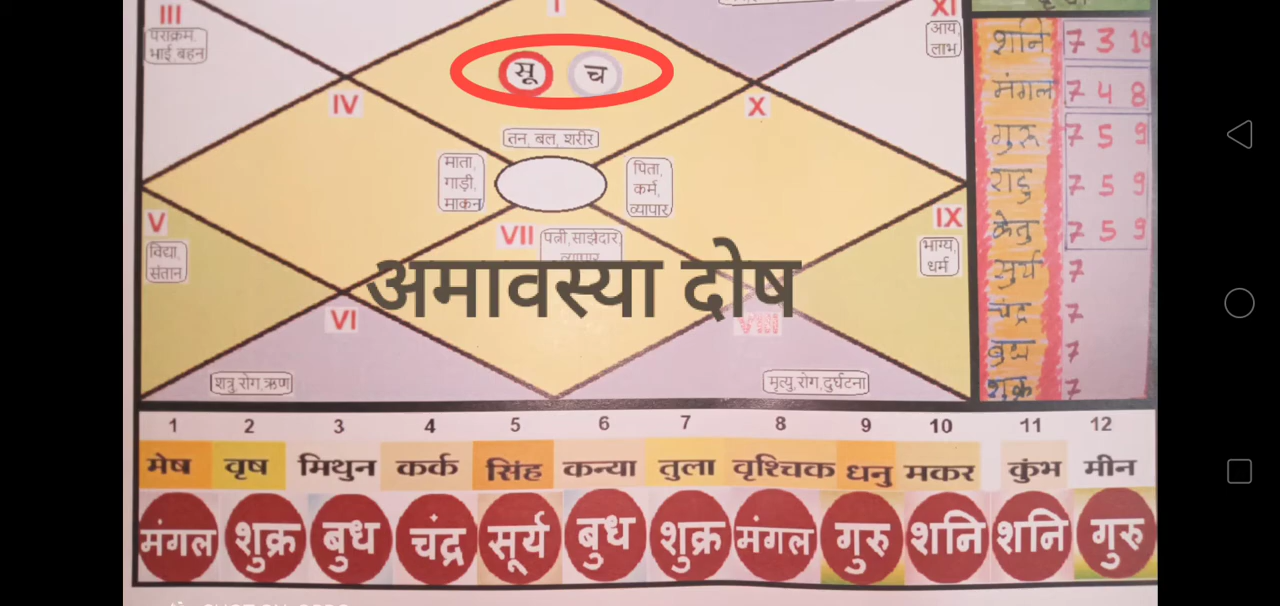 I
III
XI
पराक्रम
भाई बहन
आय,
लाभ
सू
च
IV
X
तन, बल, शरीर
माता,
गाड़ी,
माकन
पिता,
कर्म,
व्यापार
V
IX
विद्या,
संतान
भाग्य,
धर्म
VII
पत्नी,साझेदार,
व्यापार
अमावस्या दोष
VI
VIII
शत्रु रोग,ऋण
मृत्यु,रोग,दुर्घटना
शनि 7 3 10
मंगल 7 4 8
गुरु 7 5 9
राहु 7 5 9
केतु 7 5 9
सुर्य 7
चंद्र 7
बुध 7
शुक्र 7
1 2 3 4 5 6 7 8 9 10 11 12
मेष वृष मिथुन कर्क सिंह कन्या तुला वृश्चिक धनु मकर कुंभ मीन
मंगल शुक्र बुध चंद्र सूर्य बुध शुक्र मंगल गुरु शनि शनि गुरु